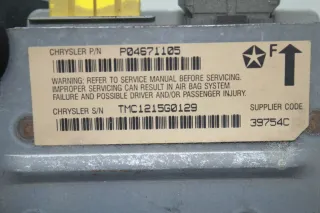 CHRYSLER P/N P04671105
F
WARNING: REFER TO SERVICE MANUAL BEFORE SERVICING.
IMPROPER SERVICING CAN RESULT IN AIR BAG SYSTEM
FAILURE AND POSSIBLE DRIVER AND/OR PASSENGER INJURY.
CHRYSLER S/N TMC1215G0129 SUPPLIER CODE
39754C